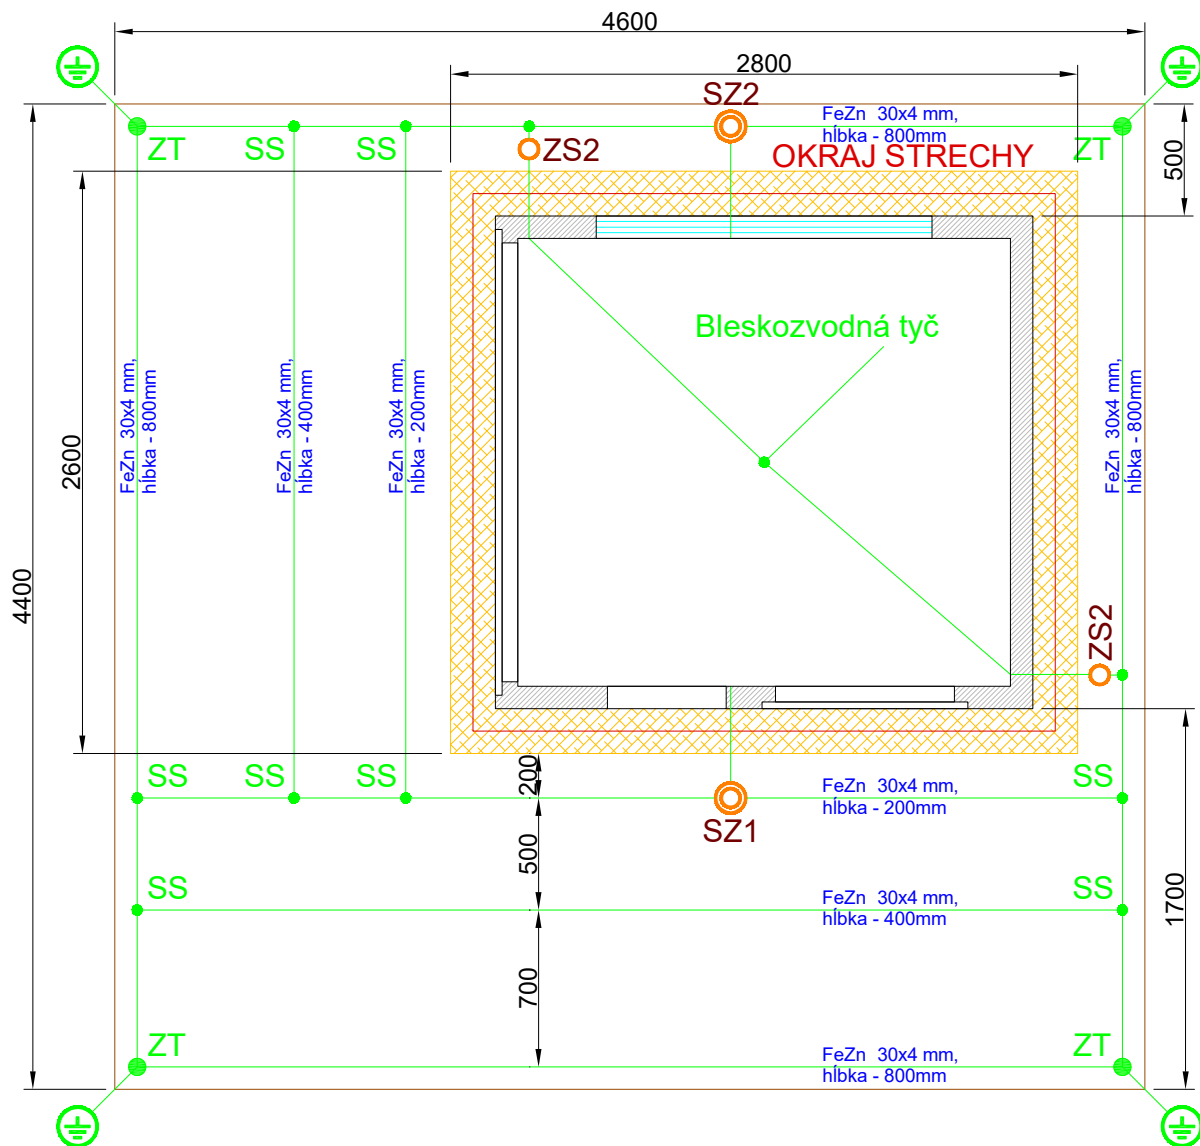 4600
2800
SZ2
FeZn 30x4 mm,
hĺbka - 800mm
ZT
SS
SS
ZS2
OKRAJ STRECHY
ZT
500
Bleskozvodná tyč
FeZn 30x4 mm,
hĺbka - 800mm
FeZn 30x4 mm,
hĺbka - 400mm
FeZn 30x4 mm,
hĺbka - 200mm
FeZn 30x4 mm,
hĺbka - 800mm
2600
4400
ZS2
SS
SS
SS
200
FeZn 30x4 mm,
hĺbka - 200mm
SS
SZ1
500
SS
FeZn 30x4 mm,
hĺbka - 400mm
SS
1700
700
ZT
FeZn 30x4 mm,
hĺbka - 800mm
ZT